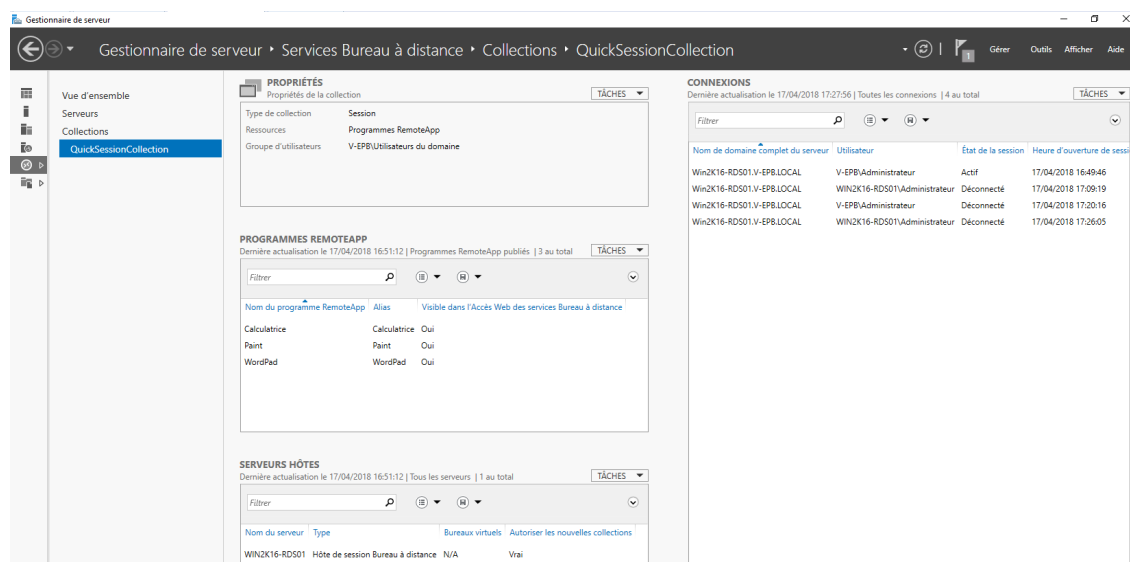 Gestionnaire de serveur
Gestionnaire de serveur ‣ Services Bureau à distance ‣ Collections ‣ QuickSessionCollection
1
Gérer Outils Afficher Aide
Vue d'ensemble
Serveurs
Collections
QuickSessionCollection
PROPRIÉTÉS
Propriétés de la collection
TÂCHES
Type de collection Session
Ressources Programmes RemoteApp
Groupe d'utilisateurs V-EPB\Utilisateurs du domaine
PROGRAMMES REMOTEAPP
Dernière actualisation le 17/04/2018 16:51:12 | Programmes RemoteApp publiés | 3 au total
TÂCHES
Filtrer
Nom du programme RemoteApp Alias Visible dans l'Accès Web des services Bureau à distance
Calculatrice Calculatrice Oui
Paint Paint Oui
WordPad WordPad Oui
SERVEURS HÔTES
Dernière actualisation le 17/04/2018 16:51:12 | Tous les serveurs | 1 au total
TÂCHES
Filtrer
Nom du serveur Type Bureaux virtuels Autoriser les nouvelles collections
WIN2K16-RDS01 Hôte de session Bureau à distance N/A Vrai
CONNEXIONS
Dernière actualisation le 17/04/2018 17:27:56 | Toutes les connexions | 4 au total
TÂCHES
Filtrer
Nom de domaine complet du serveur Utilisateur État de la session Heure d'ouverture de sessi
Win2K16-RDS01.V-EPB.LOCAL V-EPB\Administrateur Actif 17/04/2018 16:49:46
Win2K16-RDS01.V-EPB.LOCAL WIN2K16-RDS01\Administrateur Déconnecté 17/04/2018 17:09:19
Win2K16-RDS01.V-EPB.LOCAL V-EPB\Administrateur Déconnecté 17/04/2018 17:20:16
Win2K16-RDS01.V-EPB.LOCAL WIN2K16-RDS01\Administrateur Déconnecté 17/04/2018 17:26:05